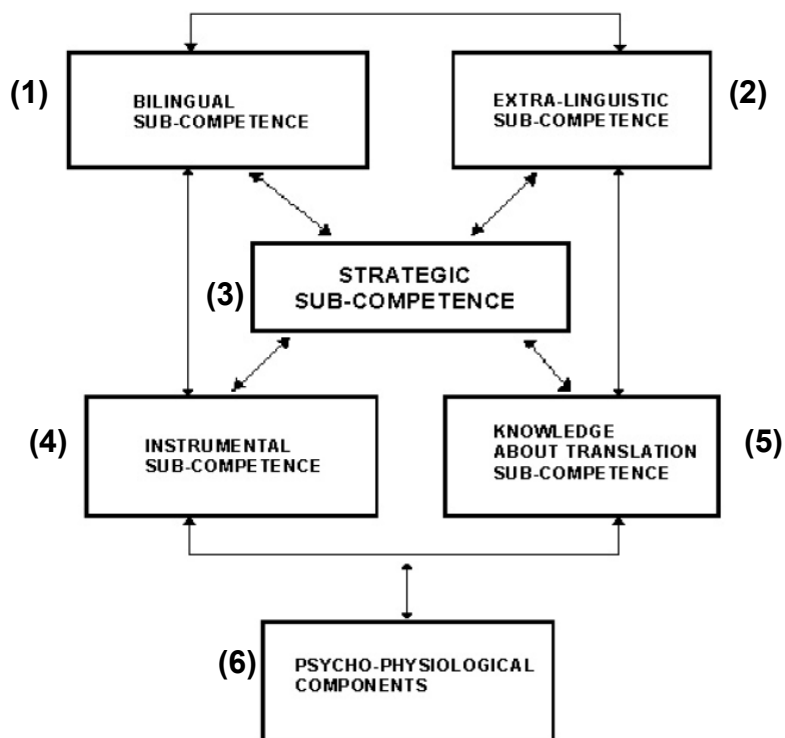 (1)
BILINGUAL
SUB-COMPETENCE
EXTRA-LINGUISTIC
SUB-COMPETENCE
(2)
(3)
STRATEGIC
SUB-COMPETENCE
(4)
INSTRUMENTAL
SUB-COMPETENCE
KNOWLEDGE
ABOUT TRANSLATION
SUB-COMPETENCE
(5)
(6)
PSYCHO-PHYSIOLOGICAL
COMPONENTS